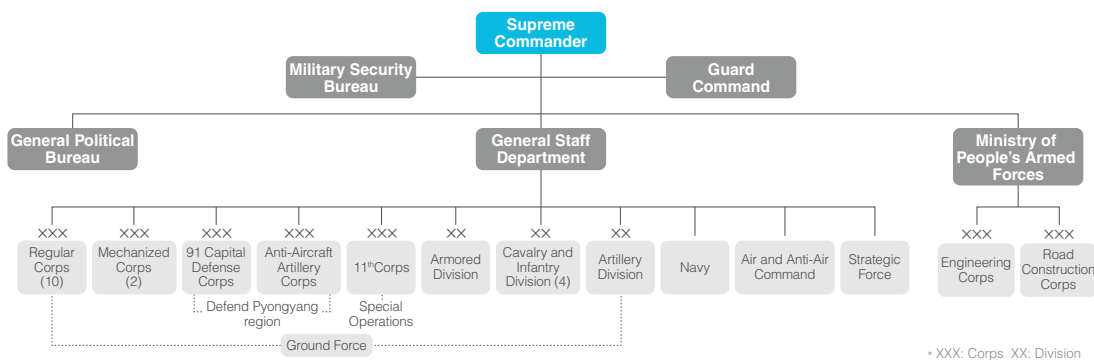 Supreme
Commander
Military Security
Bureau
Guard
Command
General Political
Bureau
General Staff
Department
Ministry of
People's Armed
Forces
XXX
XXX
XXX
XXX
XXX
XX
XX
XX
XXX
XXX
Regular
Corps
(10)
Mechanized
Corps
(2)
91 Capital
Defense
Corps
Anti-Aircraft
Artillery
Corps
11th Corps
Armored
Division
Cavalry and
Infantry
Division (4)
Artillery
Division
Navy
Air and Anti-Air
Command
Strategic
Force
Engineering
Corps
Road
Construction
Corps
Defend Pyongyang
region
Special
Operations
Ground Force
* XXX: Corps XX: Division